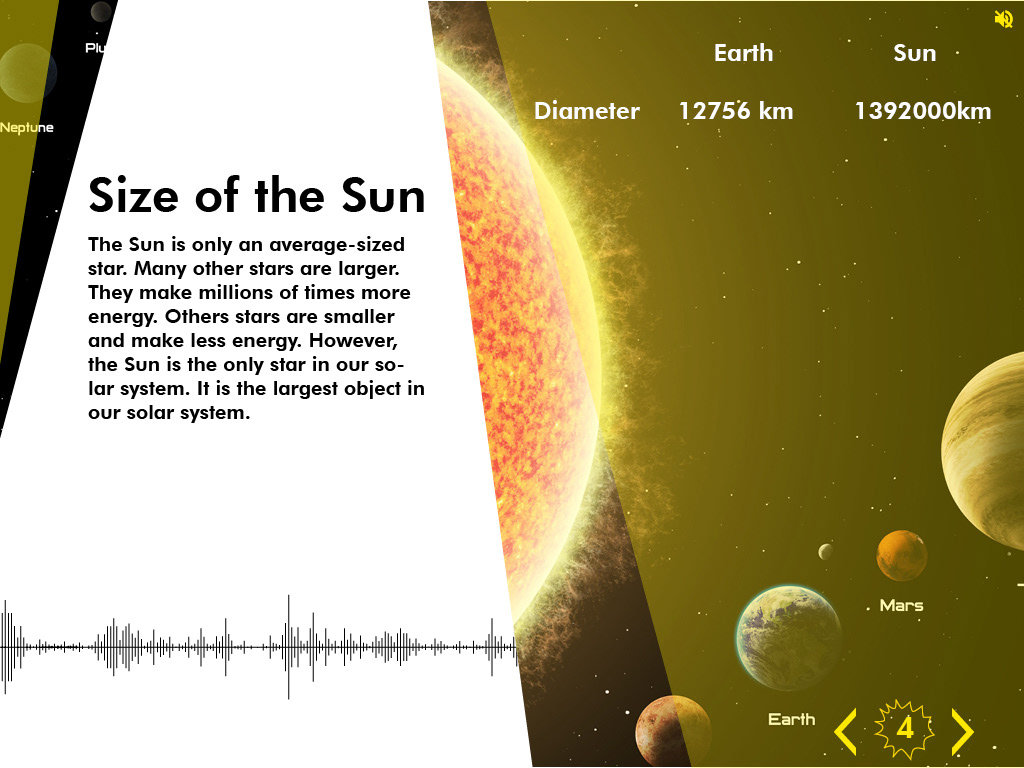 Plu
Neptune
Earth Sun
Diameter 12756 km 1392000km
Size of the Sun
The Sun is only an average-sized
star. Many other stars are larger.
They make millions of times more
energy. Others stars are smaller
and make less energy. However,
the Sun is the only star in our so-
lar system. It is the largest object in
our solar system.
Mars
Earth
4